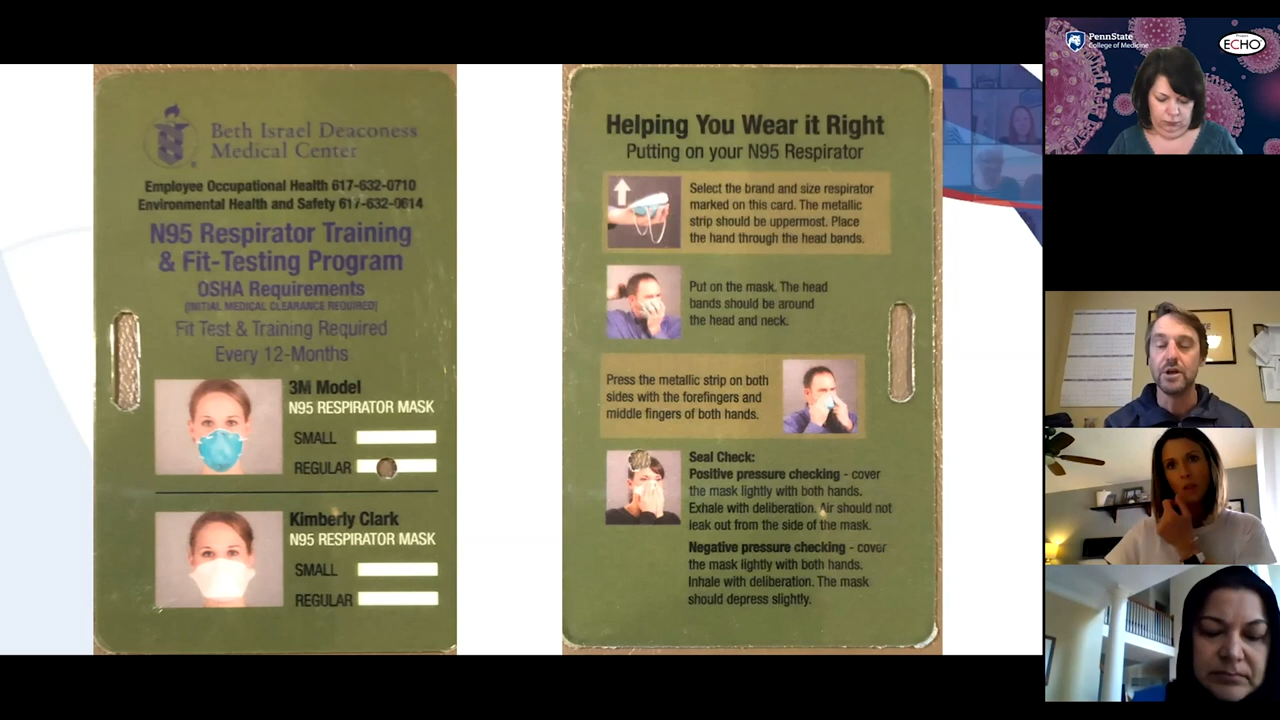 Beth Israel Deaconess
Medical Center
Employee Occupational Health 617-632-0710
Environmental Health and Safety 617-632-0614
N95 Respirator Training
& Fit-Testing Program
OSHA Requirements
(INITIAL MEDICAL CLEARANCE REQUIRED)
Fit Test & Training Required
Every 12-Months
3M Model
N95 RESPIRATOR MASK
SMALL
REGULAR
Kimberly Clark
N95 RESPIRATOR MASK
SMALL
REGULAR
Helping You Wear it Right
Putting on your N95 Respirator
Select the brand and size respirator
marked on this card. The metallic
strip should be uppermost. Place
the hand through the head bands.
Put on the mask. The head
bands should be around
the head and neck.
Press the metallic strip on both
sides with the forefingers and
middle fingers of both hands.
Seal Check:
Positive pressure checking - cover
the mask lightly with both hands.
Exhale with deliberation. Air should not
leak out from the side of the mask.
Negative pressure checking - cover
the mask lightly with both hands.
Inhale with deliberation. The mask
should depress slightly.
PennState
College of Medicine
Project
ECHO